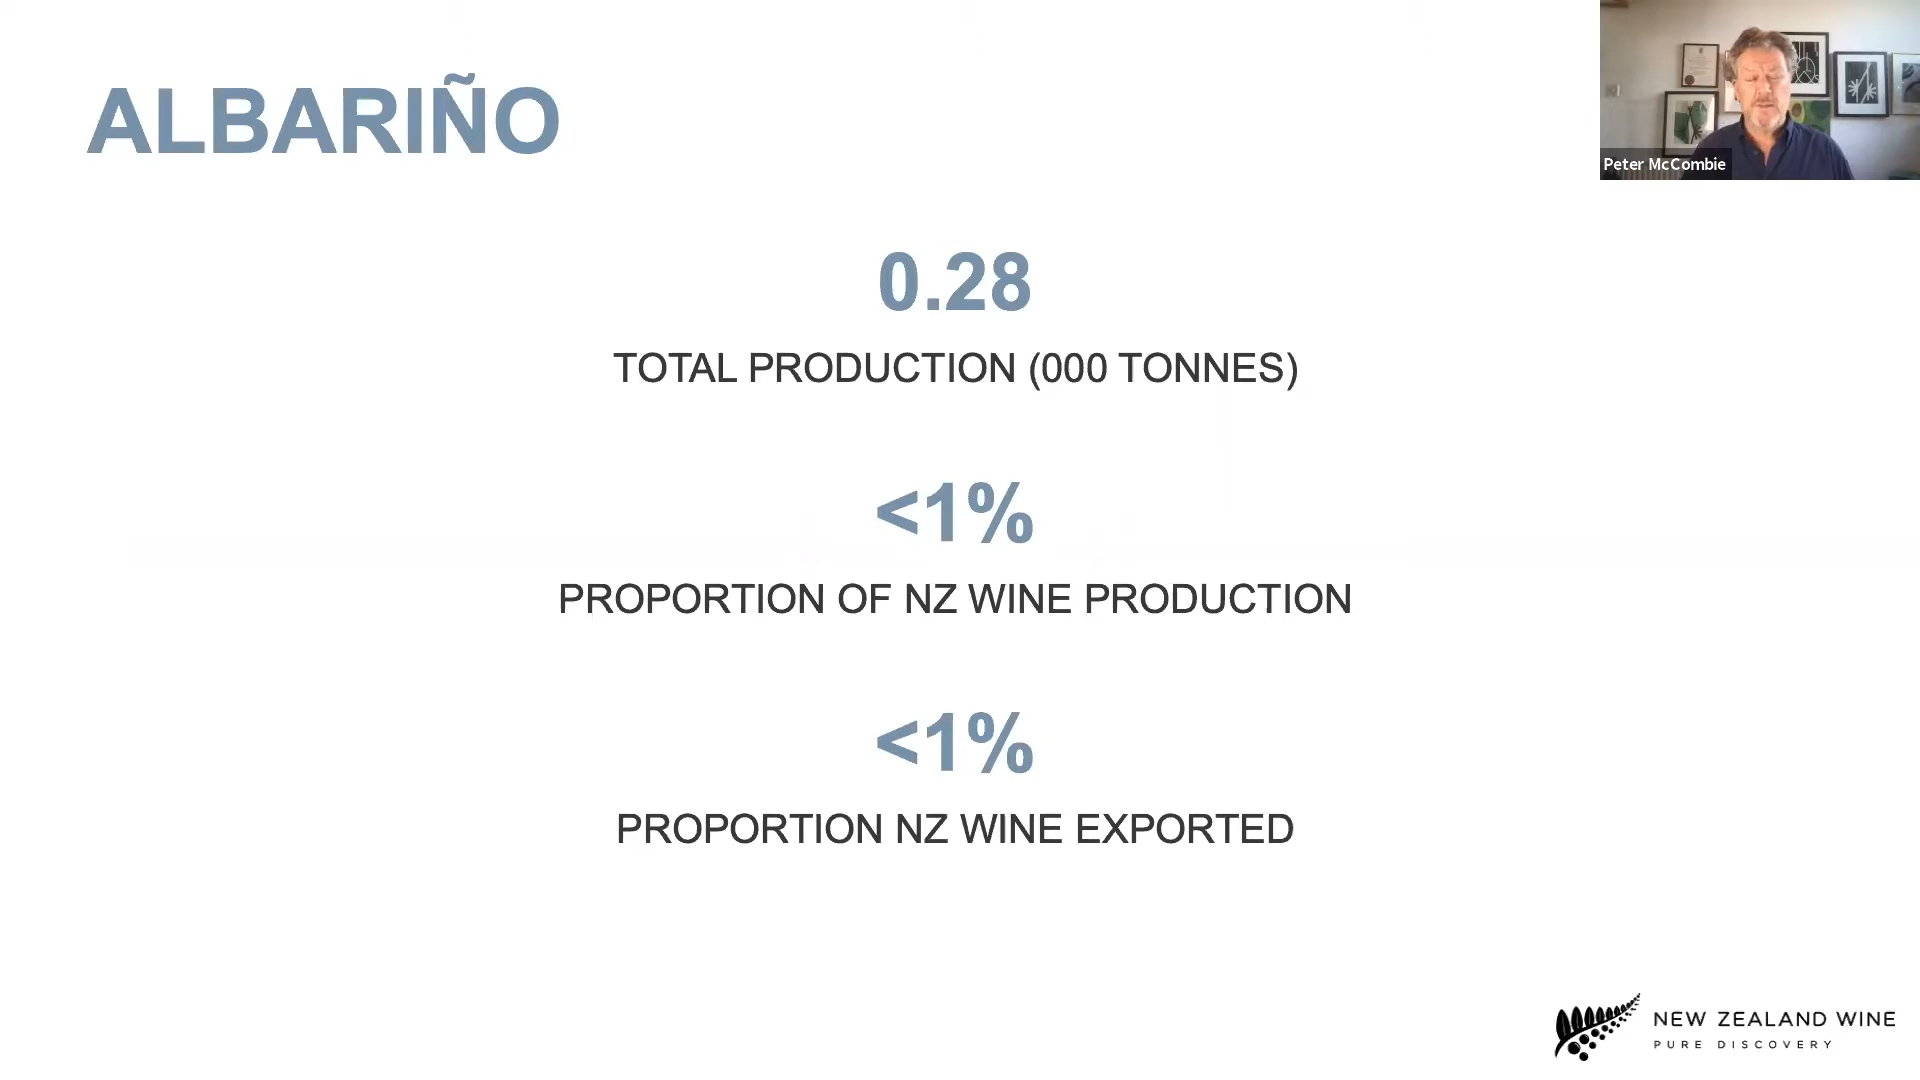 ALBARIÑO
Peter McCombie
0.28
TOTAL PRODUCTION (000 TONNES)
<1%
PROPORTION OF NZ WINE PRODUCTION
<1%
PROPORTION NZ WINE EXPORTED
NEW ZEALAND WINE
PURE DISCOVERY